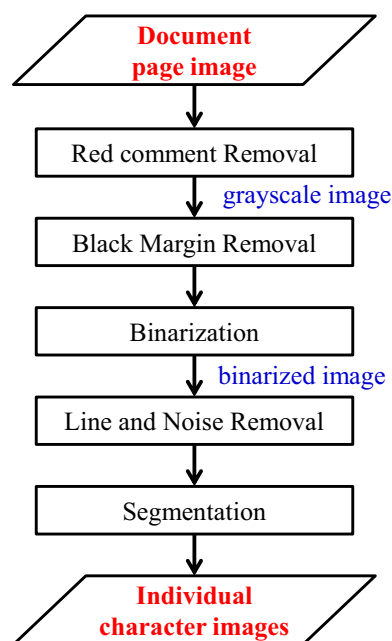 Document
page image
Red comment Removal
grayscale image
Black Margin Removal
Binarization
binarized image
Line and Noise Removal
Segmentation
Individual
character images